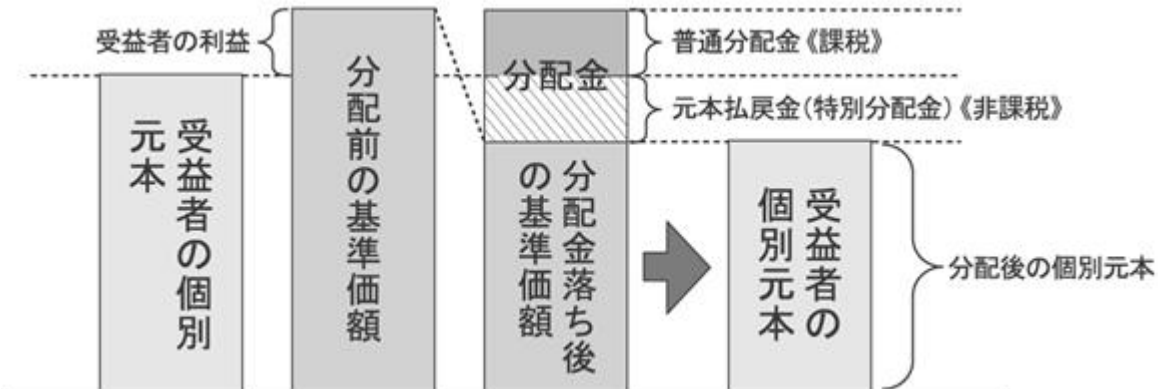 受益者の利益
受益者の個別
元本
分配前の基準価額
分配金
分配金落ち後
の基準価額
普通分配金《課税》
元本払戻金(特別分配金)《非課税》
受益者の
個別元本
分配後の個別元本